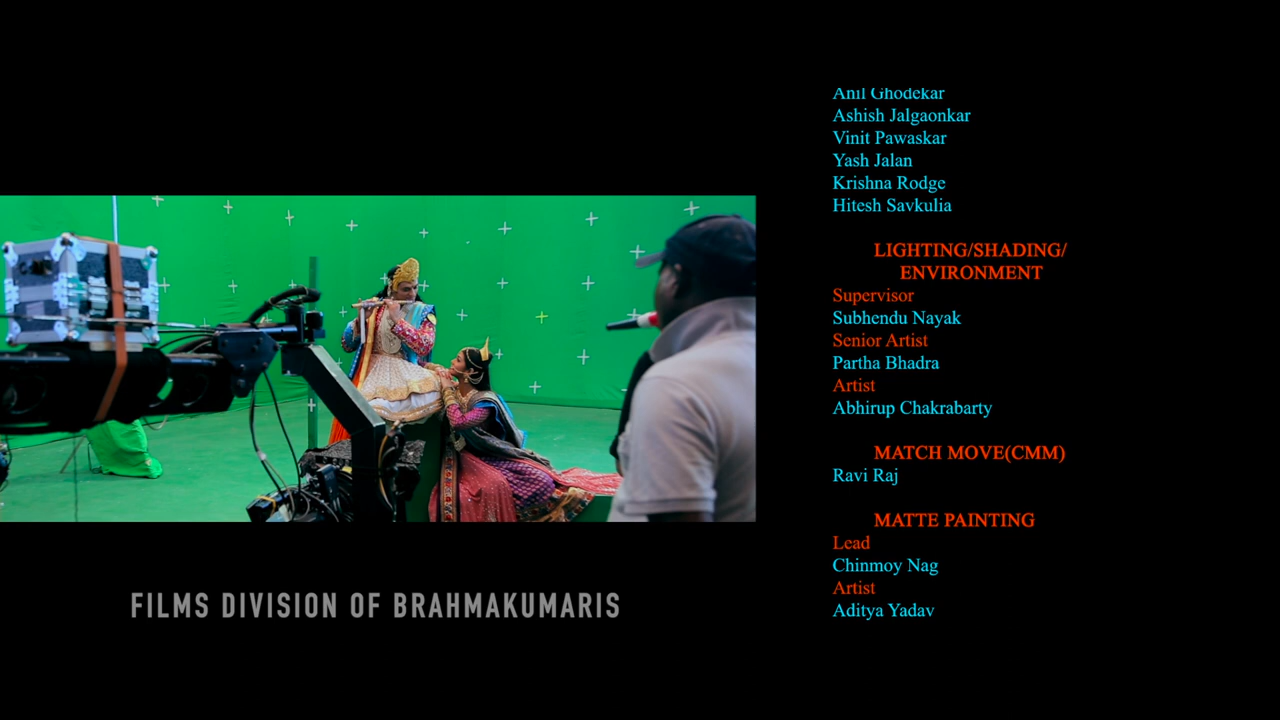 Anil Ghodekar
Ashish Jalgaonkar
Vinit Pawaskar
Yash Jalan
Krishna Rodge
Hitesh Savkulia
LIGHTING/SHADING/
ENVIRONMENT
Supervisor
Subhendu Nayak
Senior Artist
Partha Bhadra
Artist
Abhirup Chakrabarty
MATCH MOVE(CMM)
Ravi Raj
MATTE PAINTING
Lead
Chinmoy Nag
Artist
Aditya Yadav
FILMS DIVISION OF BRAHMAKUMARIS